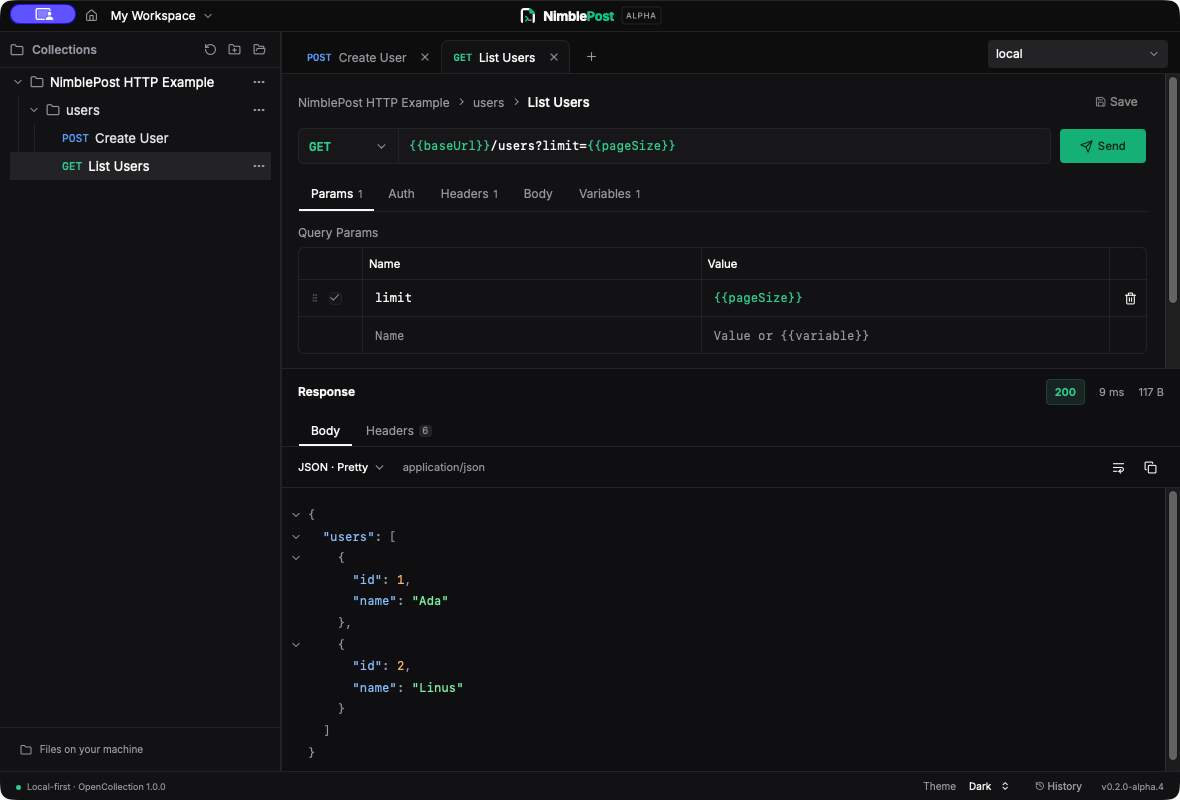 My Workspace
NimblePost ALPHA
Collections
NimblePost HTTP Example
users
POST Create User
GET List Users
Files on your machine
POST Create User
GET List Users
local
NimblePost HTTP Example > users > List Users
Save
GET
{{baseUrl}}/users?limit={{pageSize}}
Send
Params 1 Auth Headers 1 Body Variables 1
Query Params
Name Value
limit {{pageSize}}
Name Value or {{variable}}
Response
200 9 ms 117 B
Body Headers 6
JSON · Pretty application/json
{
"users": [
{
"id": 1,
"name": "Ada"
},
{
"id": 2,
"name": "Linus"
}
]
}
Local-first · OpenCollection 1.0.0
Theme Dark History v0.2.0-alpha.4